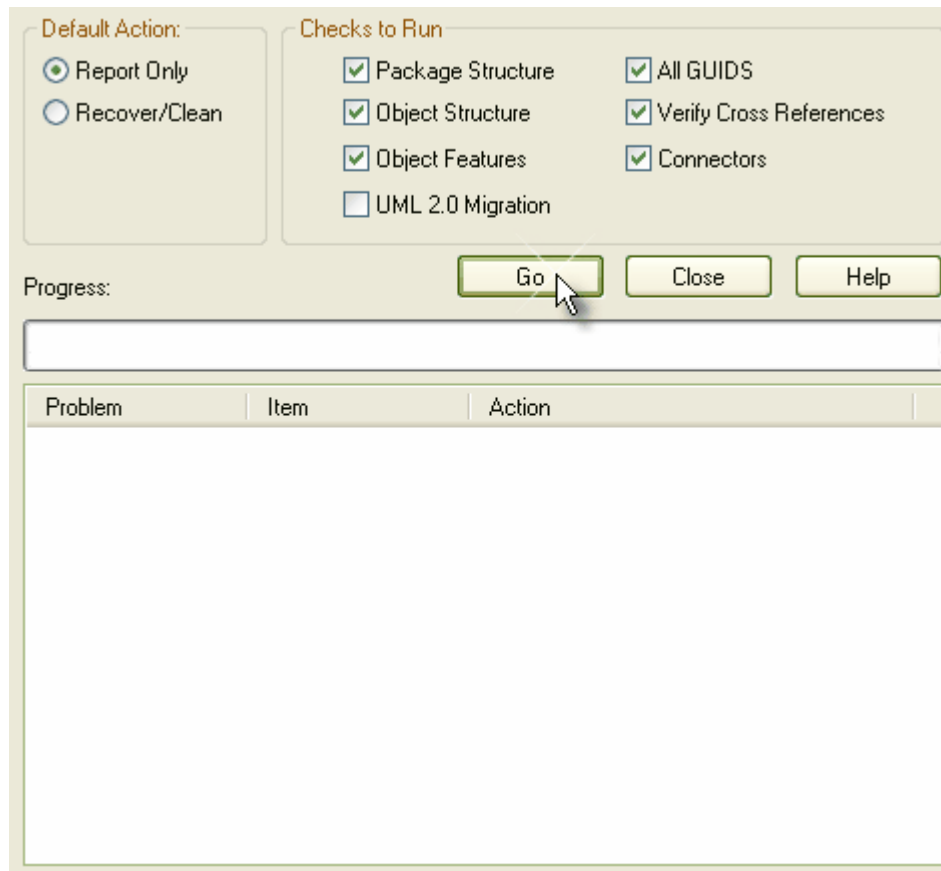 Default Action:
Report Only
Recover/Clean
Checks to Run
Package Structure
All GUIDS
Object Structure
Verify Cross References
Object Features
Connectors
UML 2.0 Migration
Go
Close
Help
Progress:
Problem
Item
Action